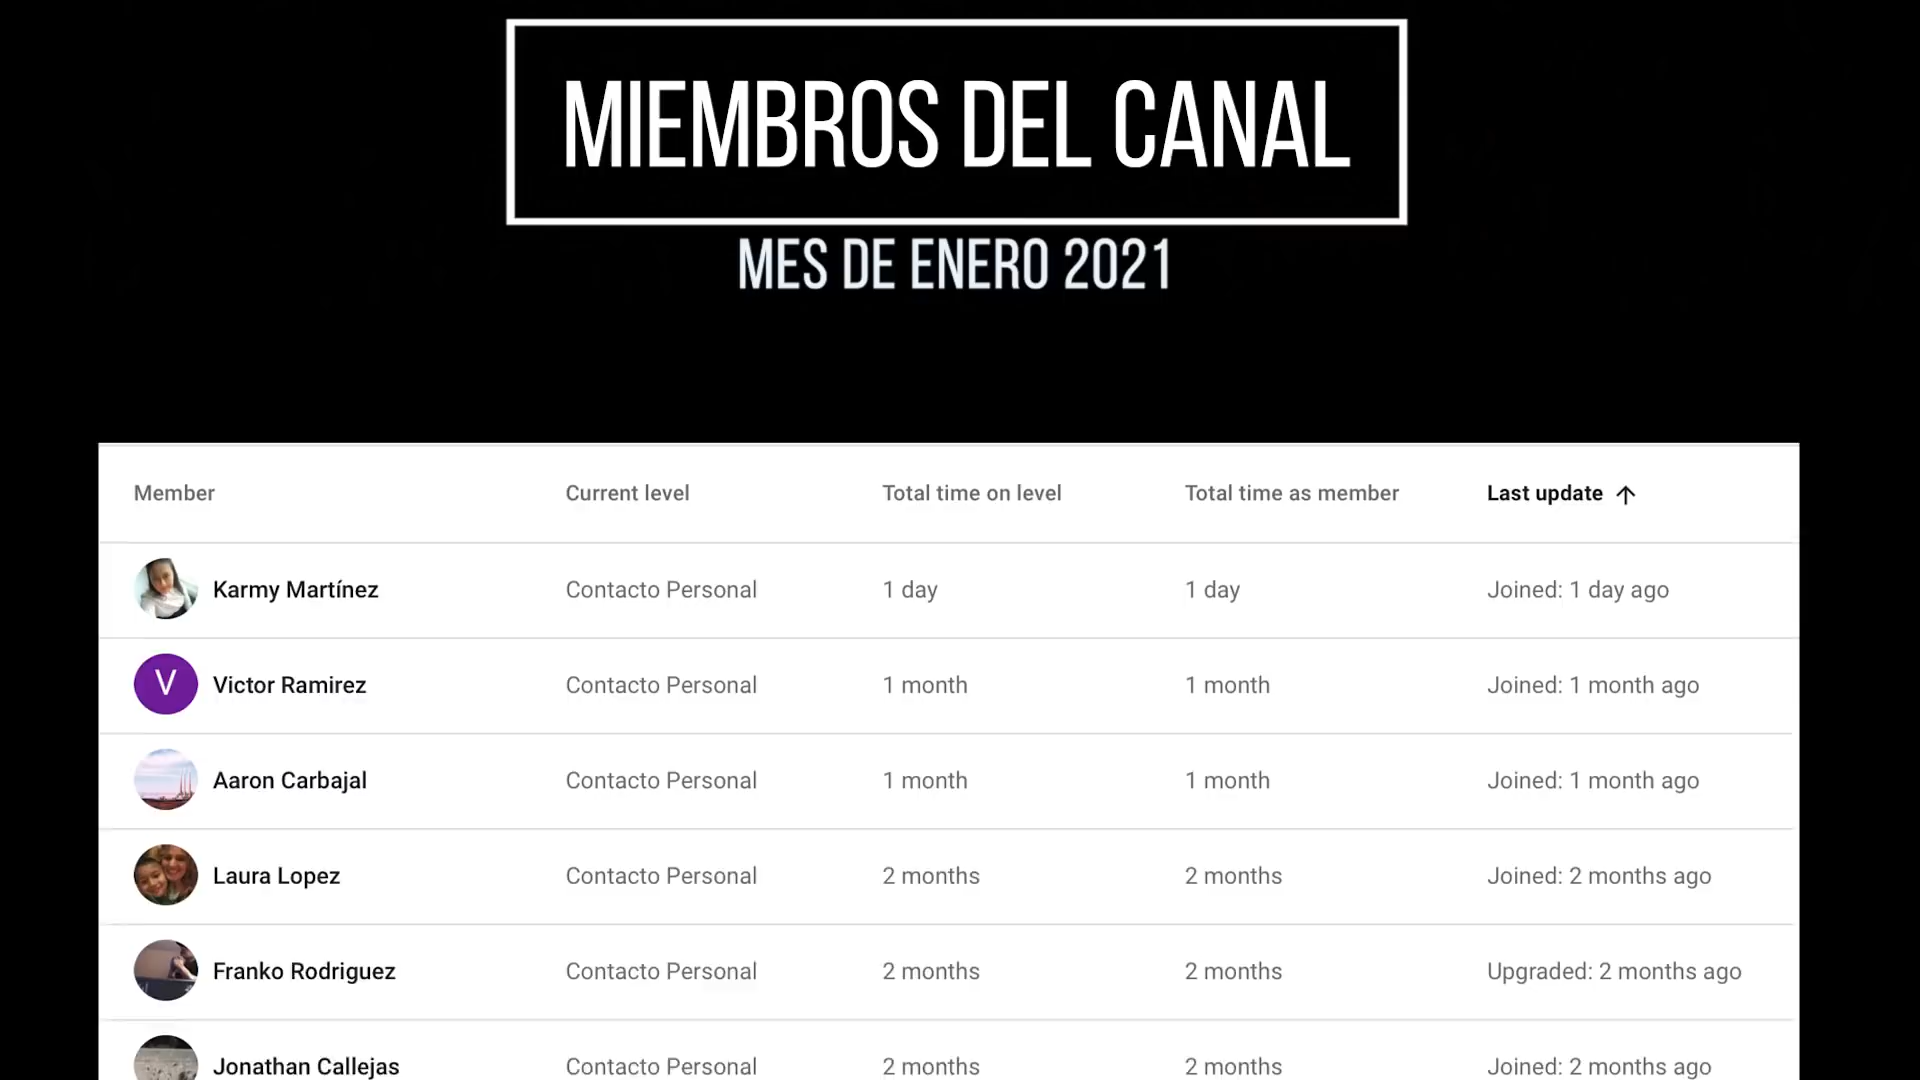 MIEMBROS DEL CANAL
MES DE ENERO 2021
Member Current level Total time on level Total time as member Last update ↑
Karmy Martínez Contacto Personal 1 day 1 day Joined: 1 day ago
V Victor Ramirez Contacto Personal 1 month 1 month Joined: 1 month ago
Aaron Carbajal Contacto Personal 1 month 1 month Joined: 1 month ago
Laura Lopez Contacto Personal 2 months 2 months Joined: 2 months ago
Franko Rodriguez Contacto Personal 2 months 2 months Upgraded: 2 months ago
Jonathan Callejas Contacto Personal 2 months 2 months Joined: 2 months ago